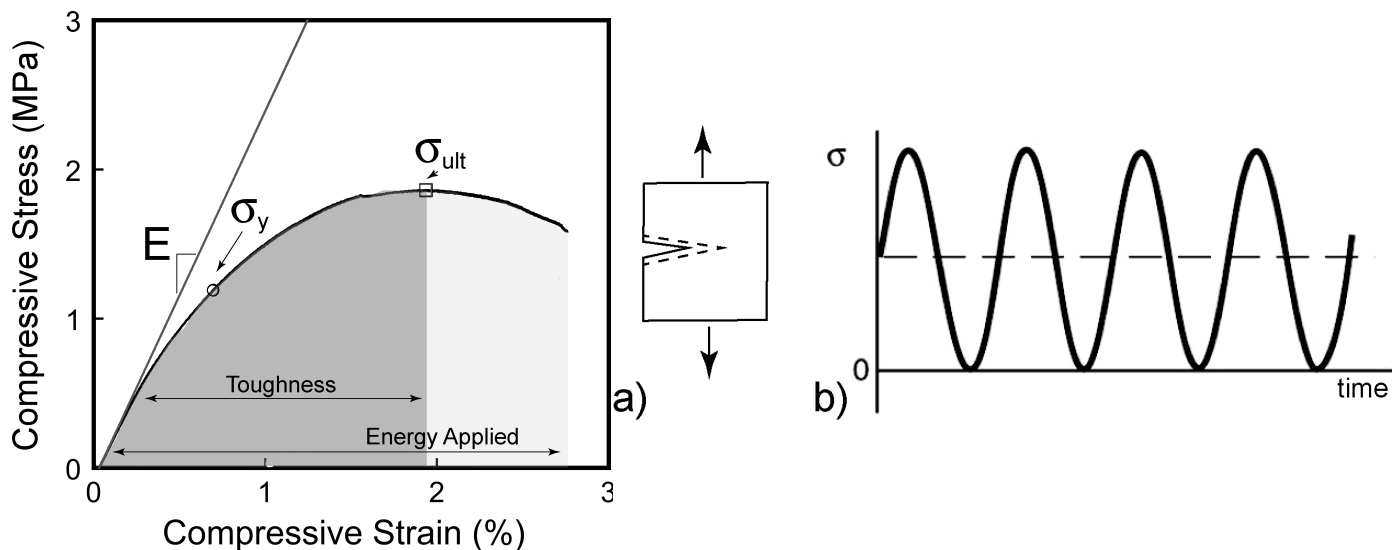 Compressive Stress (MPa)
3
2
1
0
E
σy
σult
Toughness
Energy Applied
0 1 2 3
Compressive Strain (%)
a)
b)
σ
0
time